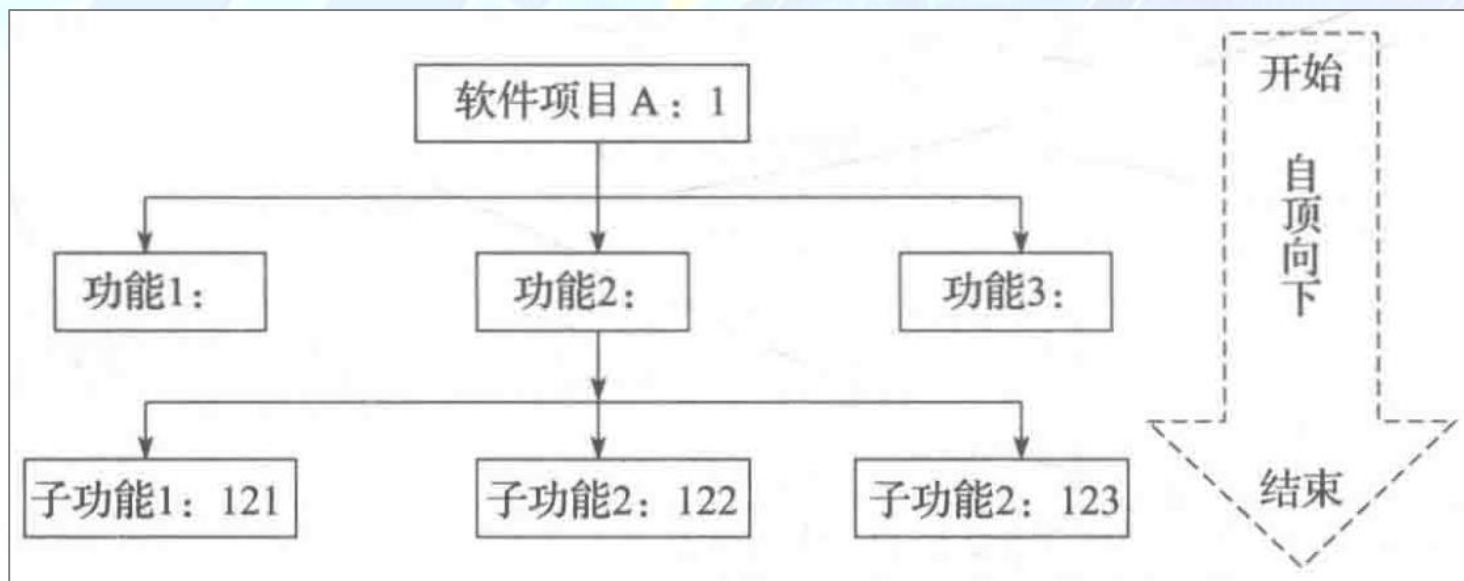 软件项目 A：1
功能1：
功能2：
功能3：
子功能1：121
子功能2：122
子功能2：123
开始
自顶向下
结束